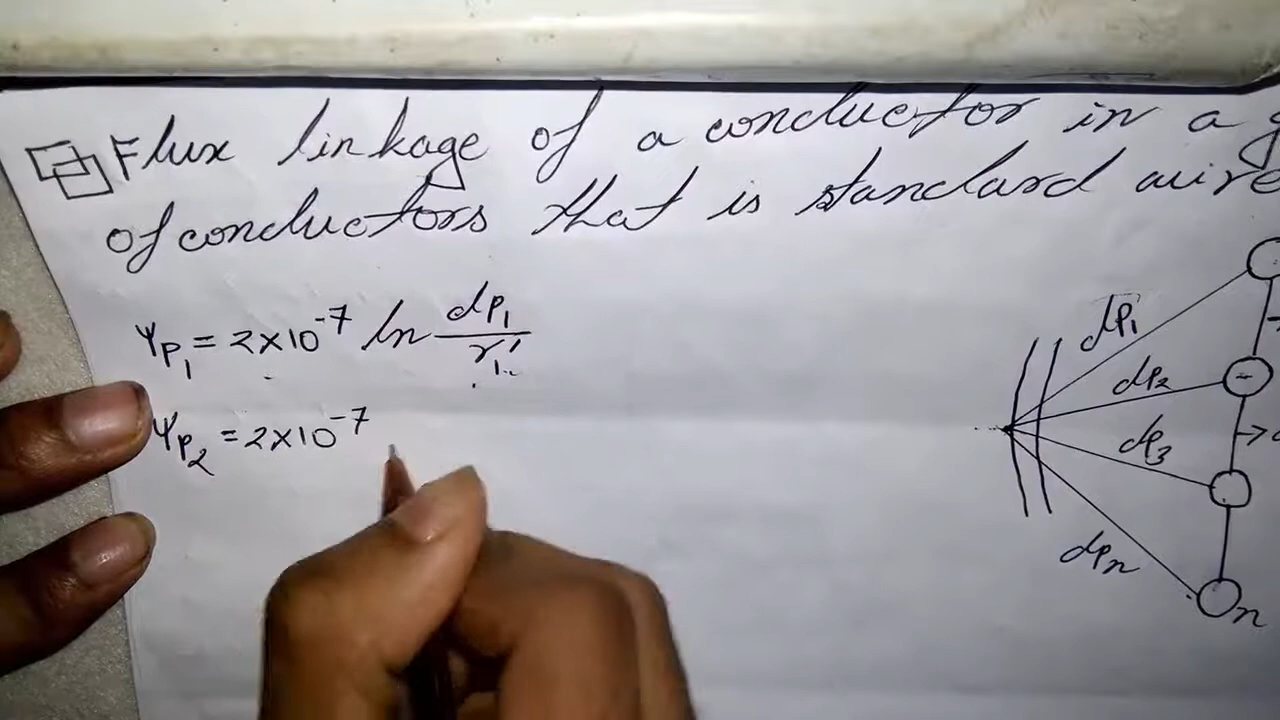 Flux linkage of a conductor in a g
of conductors that is standard wire
ΨP₁ = 2×10⁻⁷ ln dP₁/r₁'
ΨP₂ = 2×10⁻⁷
dP₁
dP₂
dP₃
dPn
n